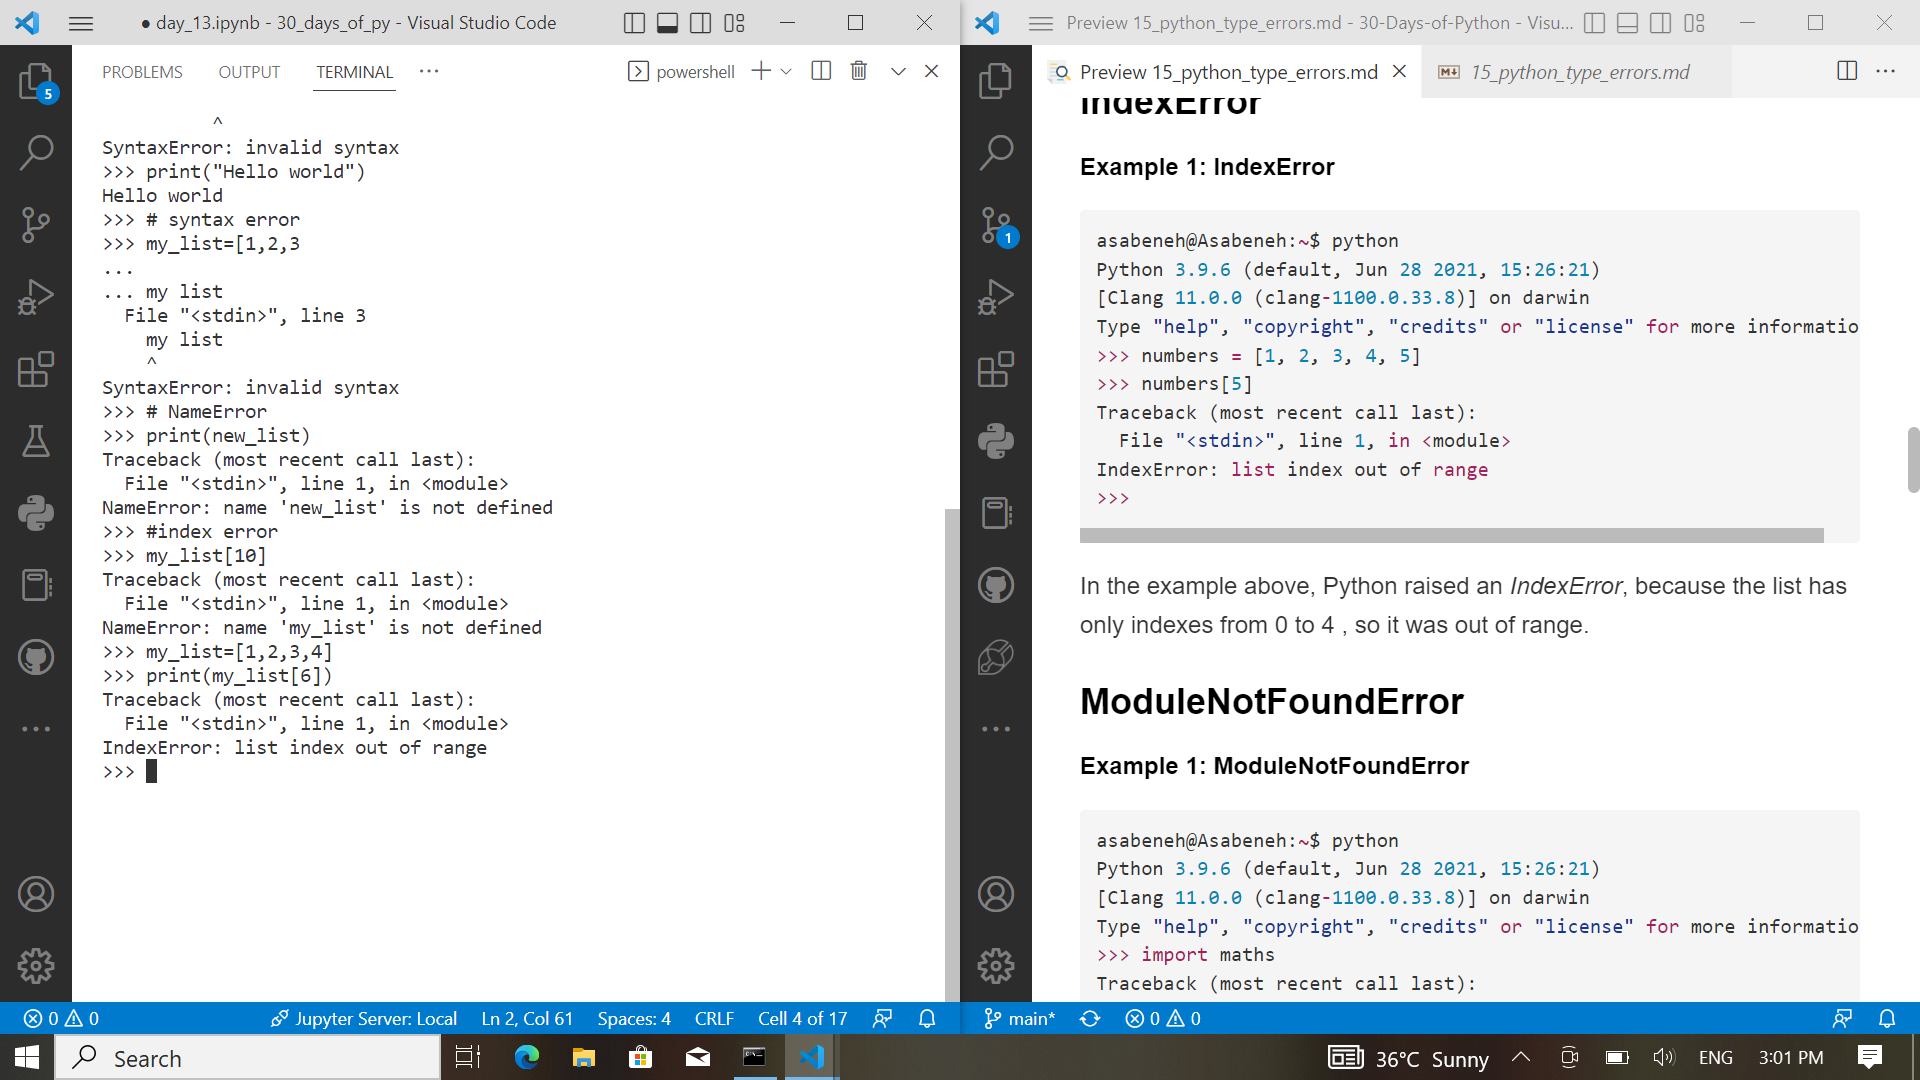 ● day_13.ipynb - 30_days_of_py - Visual Studio Code
PROBLEMS OUTPUT TERMINAL ··· powershell
5
^
SyntaxError: invalid syntax
>>> print("Hello world")
Hello world
>>> # syntax error
>>> my_list=[1,2,3
...
... my list
  File "<stdin>", line 3
    my list
    ^
SyntaxError: invalid syntax
>>> # NameError
>>> print(new_list)
Traceback (most recent call last):
  File "<stdin>", line 1, in <module>
NameError: name 'new_list' is not defined
>>> #index error
>>> my_list[10]
Traceback (most recent call last):
  File "<stdin>", line 1, in <module>
NameError: name 'my_list' is not defined
>>> my_list=[1,2,3,4]
>>> print(my_list[6])
Traceback (most recent call last):
  File "<stdin>", line 1, in <module>
IndexError: list index out of range
>>>
0 0 Jupyter Server: Local Ln 2, Col 61 Spaces: 4 CRLF Cell 4 of 17
Preview 15_python_type_errors.md - 30-Days-of-Python - Visu...
Preview 15_python_type_errors.md 15_python_type_errors.md ···
1
IndexError
Example 1: IndexError
asabeneh@Asabeneh:~$ python
Python 3.9.6 (default, Jun 28 2021, 15:26:21)
[Clang 11.0.0 (clang-1100.0.33.8)] on darwin
Type "help", "copyright", "credits" or "license" for more informatio
>>> numbers = [1, 2, 3, 4, 5]
>>> numbers[5]
Traceback (most recent call last):
  File "<stdin>", line 1, in <module>
IndexError: list index out of range
>>>
In the example above, Python raised an IndexError, because the list has
only indexes from 0 to 4 , so it was out of range.
ModuleNotFoundError
Example 1: ModuleNotFoundError
asabeneh@Asabeneh:~$ python
Python 3.9.6 (default, Jun 28 2021, 15:26:21)
[Clang 11.0.0 (clang-1100.0.33.8)] on darwin
Type "help", "copyright", "credits" or "license" for more informatio
>>> import maths
Traceback (most recent call last):
main* 0 0
Search 36°C Sunny ENG 3:01 PM